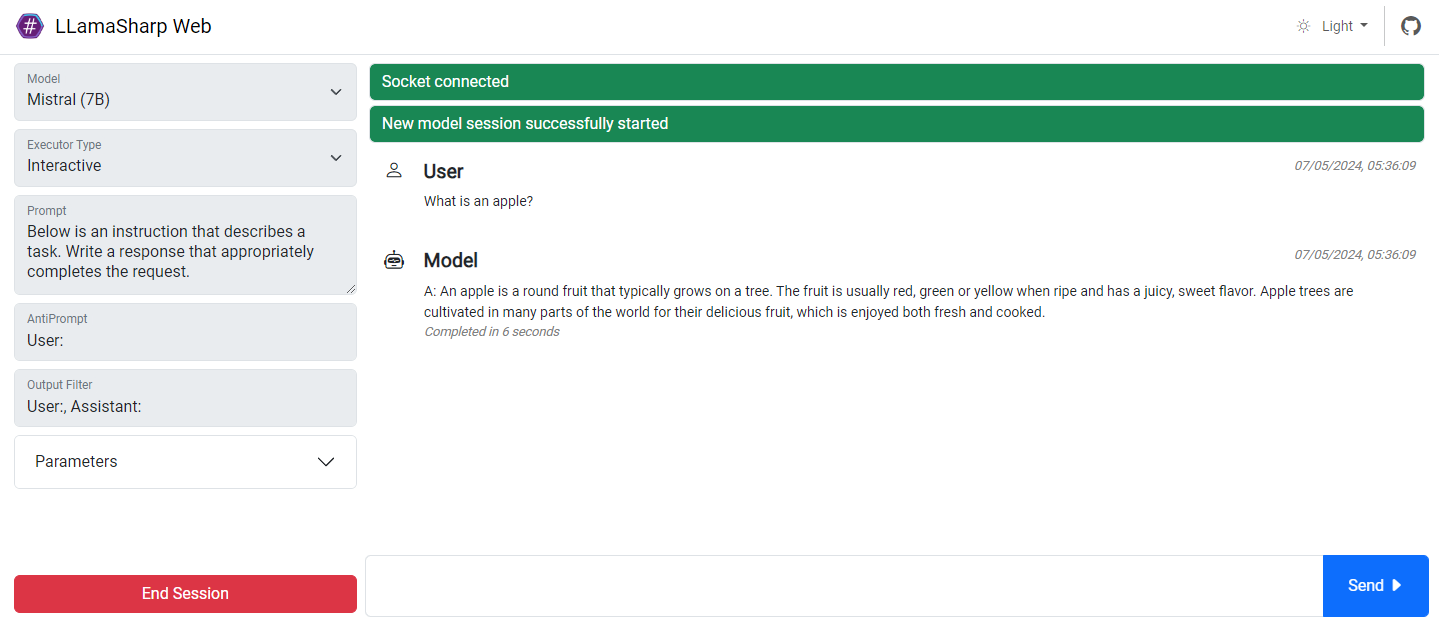 # LLamaSharp Web
Light
Model
Mistral (7B)
Executor Type
Interactive
Prompt
Below is an instruction that describes a
task. Write a response that appropriately
completes the request.
AntiPrompt
User:
Output Filter
User:, Assistant:
Parameters
End Session
Socket connected
New model session successfully started
User
07/05/2024, 05:36:09
What is an apple?
Model
07/05/2024, 05:36:09
A: An apple is a round fruit that typically grows on a tree. The fruit is usually red, green or yellow when ripe and has a juicy, sweet flavor. Apple trees are
cultivated in many parts of the world for their delicious fruit, which is enjoyed both fresh and cooked.
Completed in 6 seconds
Send